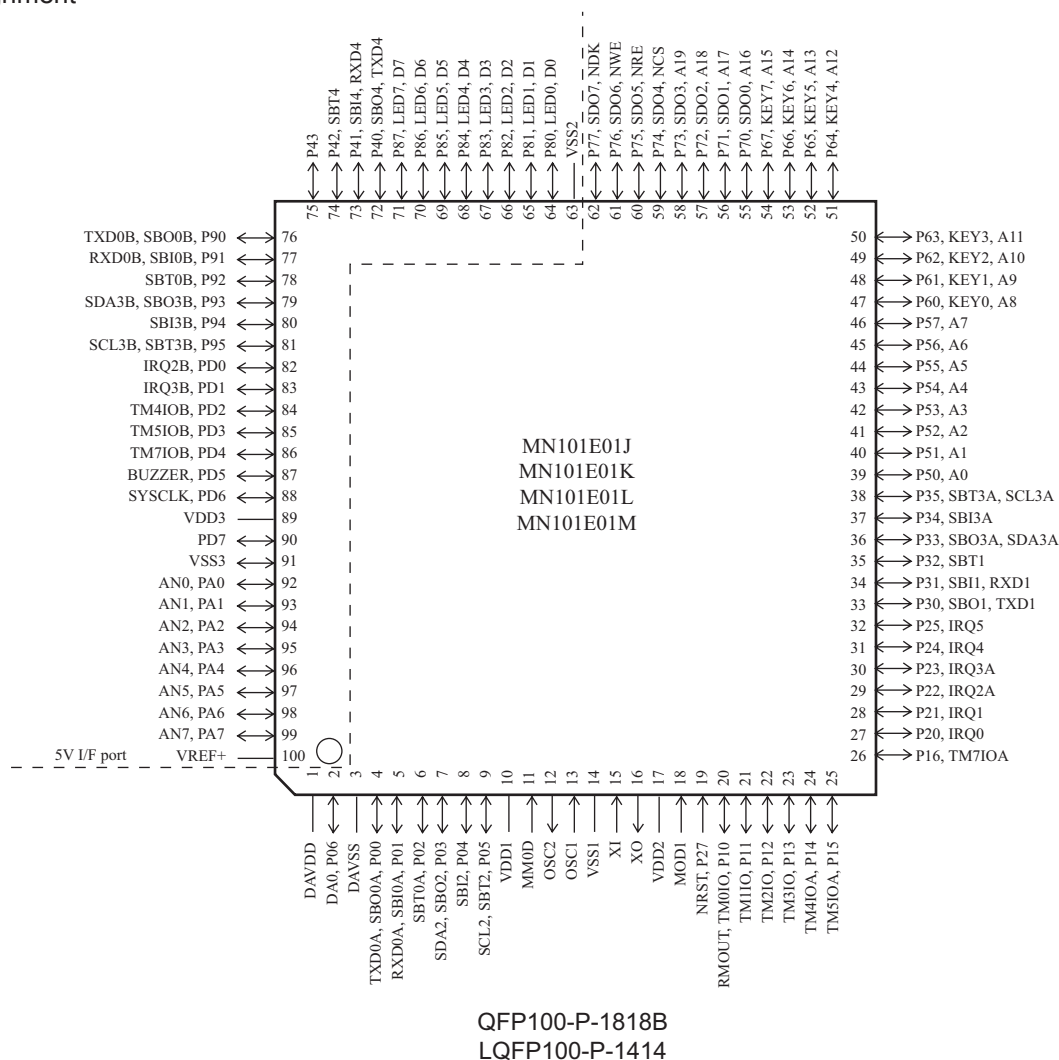 nment
P43
P42, SBT4
P41, SBI4, RXD4
P40, SBO4, TXD4
P87, LED7, D7
P86, LED6, D6
P85, LED5, D5
P84, LED4, D4
P83, LED3, D3
P82, LED2, D2
P81, LED1, D1
P80, LED0, D0
VSS2
P77, SDO7, NDK
P76, SDO6, NWE
P75, SDO5, NRE
P74, SDO4, NCS
P73, SDO3, A19
P72, SDO2, A18
P71, SDO1, A17
P70, SDO0, A16
P67, KEY7, A15
P66, KEY6, A14
P65, KEY5, A13
P64, KEY4, A12
75
74
73
72
71
70
69
68
67
66
65
64
63
62
61
60
59
58
57
56
55
54
53
52
51
TXD0B, SBO0B, P90 76
RXD0B, SBI0B, P91 77
SBT0B, P92 78
SDA3B, SBO3B, P93 79
SBI3B, P94 80
SCL3B, SBT3B, P95 81
IRQ2B, PD0 82
IRQ3B, PD1 83
TM4IOB, PD2 84
TM5IOB, PD3 85
TM7IOB, PD4 86
BUZZER, PD5 87
SYSCLK, PD6 88
VDD3 89
PD7 90
VSS3 91
AN0, PA0 92
AN1, PA1 93
AN2, PA2 94
AN3, PA3 95
AN4, PA4 96
AN5, PA5 97
AN6, PA6 98
AN7, PA7 99
5V I/F port VREF+ 100
MN101E01J
MN101E01K
MN101E01L
MN101E01M
50 P63, KEY3, A11
49 P62, KEY2, A10
48 P61, KEY1, A9
47 P60, KEY0, A8
46 P57, A7
45 P56, A6
44 P55, A5
43 P54, A4
42 P53, A3
41 P52, A2
40 P51, A1
39 P50, A0
38 P35, SBT3A, SCL3A
37 P34, SBI3A
36 P33, SBO3A, SDA3A
35 P32, SBT1
34 P31, SBI1, RXD1
33 P30, SBO1, TXD1
32 P25, IRQ5
31 P24, IRQ4
30 P23, IRQ3A
29 P22, IRQ2A
28 P21, IRQ1
27 P20, IRQ0
26 P16, TM7IOA
1
2
3
4
5
6
7
8
9
10
11
12
13
14
15
16
17
18
19
20
21
22
23
24
25
DAVDD
DA0, P06
DAVSS
TXD0A, SBO0A, P00
RXD0A, SBI0A, P01
SBT0A, P02
SDA2, SBO2, P03
SBI2, P04
SCL2, SBT2, P05
VDD1
MM0D
OSC2
OSC1
VSS1
XI
XO
VDD2
MOD1
NRST, P27
RMOUT, TM0IO, P10
TM1IO, P11
TM2IO, P12
TM3IO, P13
TM4IOA, P14
TM5IOA, P15
QFP100-P-1818B
LQFP100-P-1414